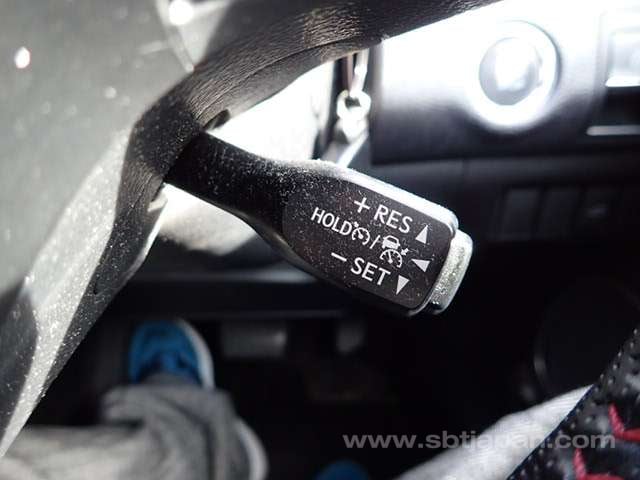 + RES ▲
HOLD / ◀
− SET ▼
www.sbtjapan.com